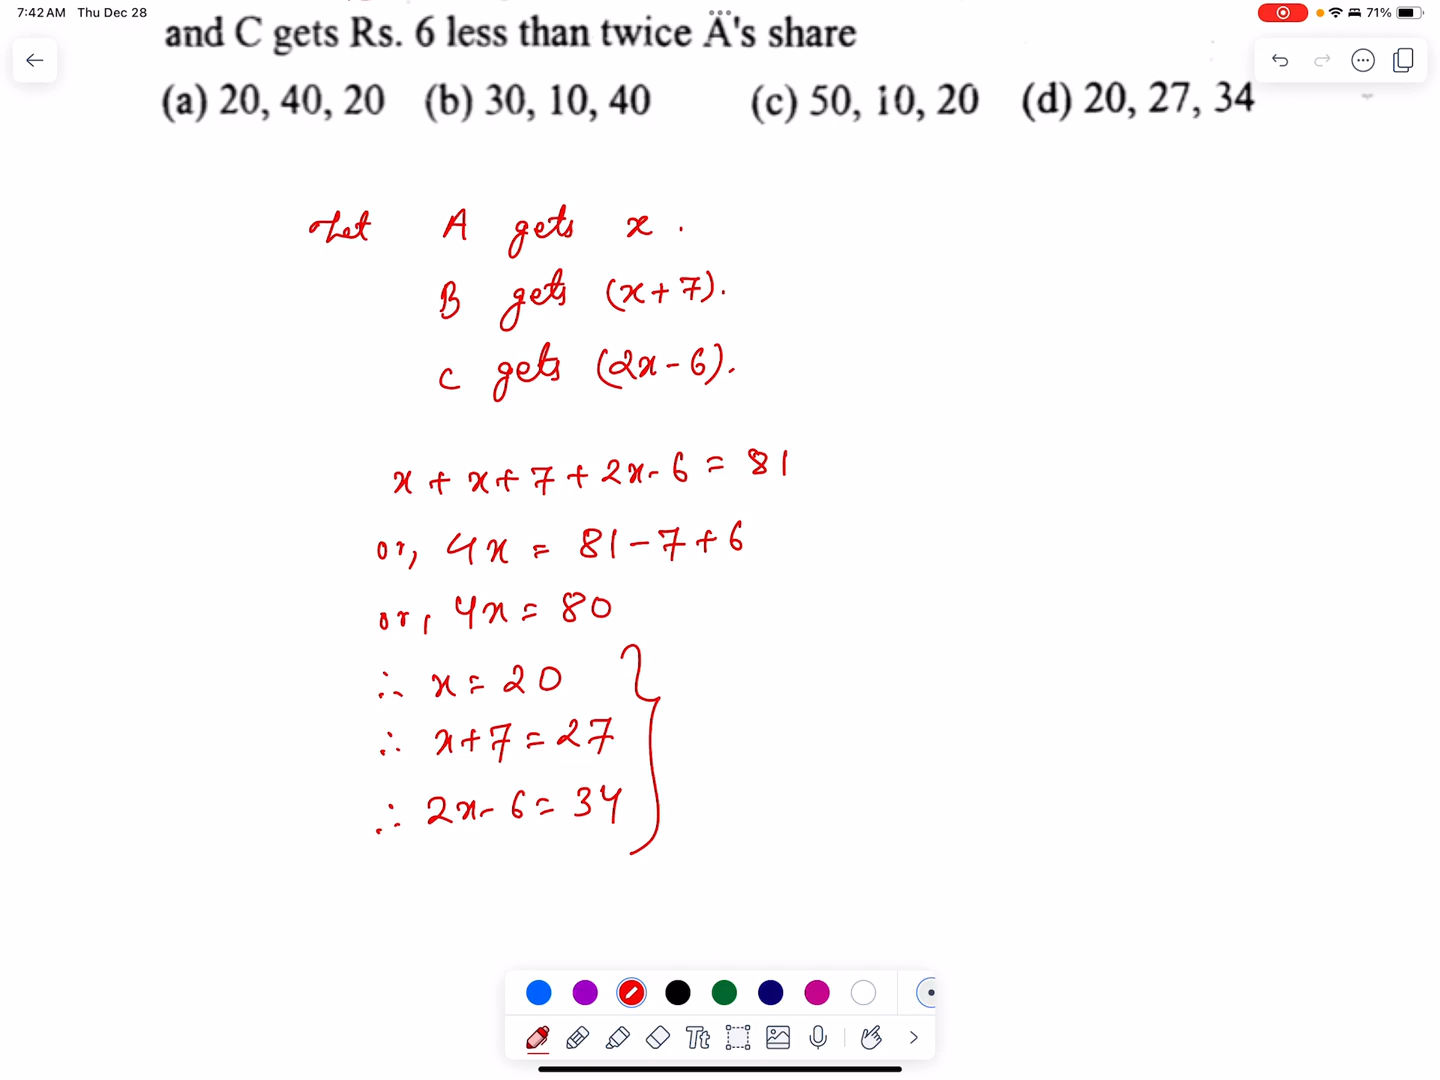 7:42 AM Thu Dec 28
71%
and C gets Rs. 6 less than twice A's share
(a) 20, 40, 20 (b) 30, 10, 40 (c) 50, 10, 20 (d) 20, 27, 34
Let A gets x.
B gets (x+7).
C gets (2x-6).
x + x + 7 + 2x - 6 = 81
or, 4x = 81 - 7 + 6
or, 4x = 80
∴ x = 20
∴ x+7 = 27
∴ 2x - 6 = 34
Tt